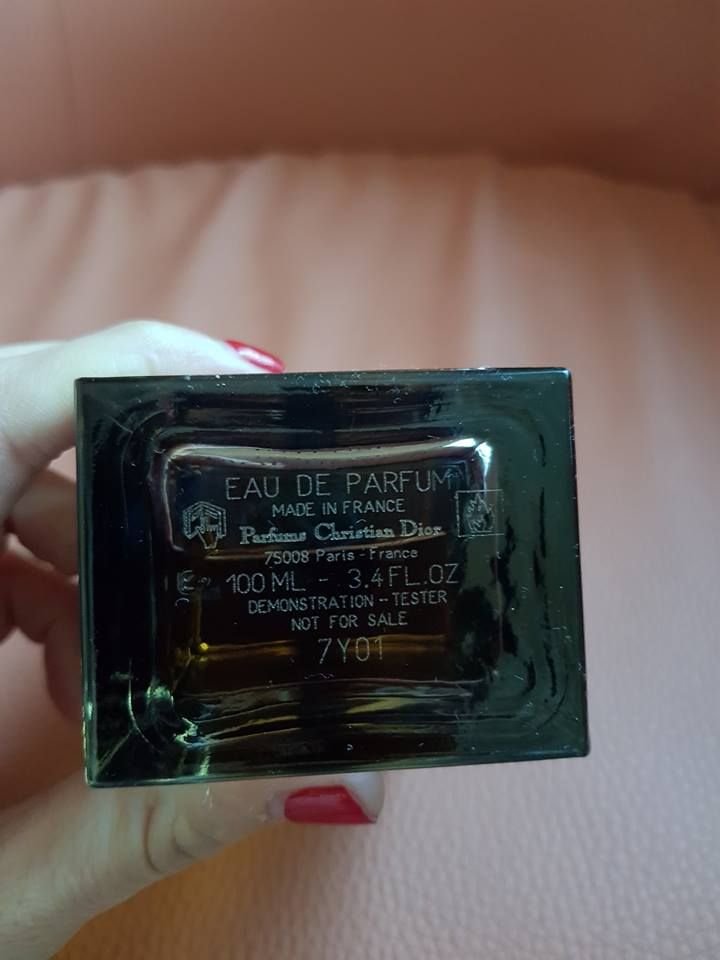 EAU DE PARFUM
MADE IN FRANCE
Parfums Christian Dior
75008 Paris - France
100 ML - 3.4 FL.OZ
DEMONSTRATION - TESTER
NOT FOR SALE
7Y01